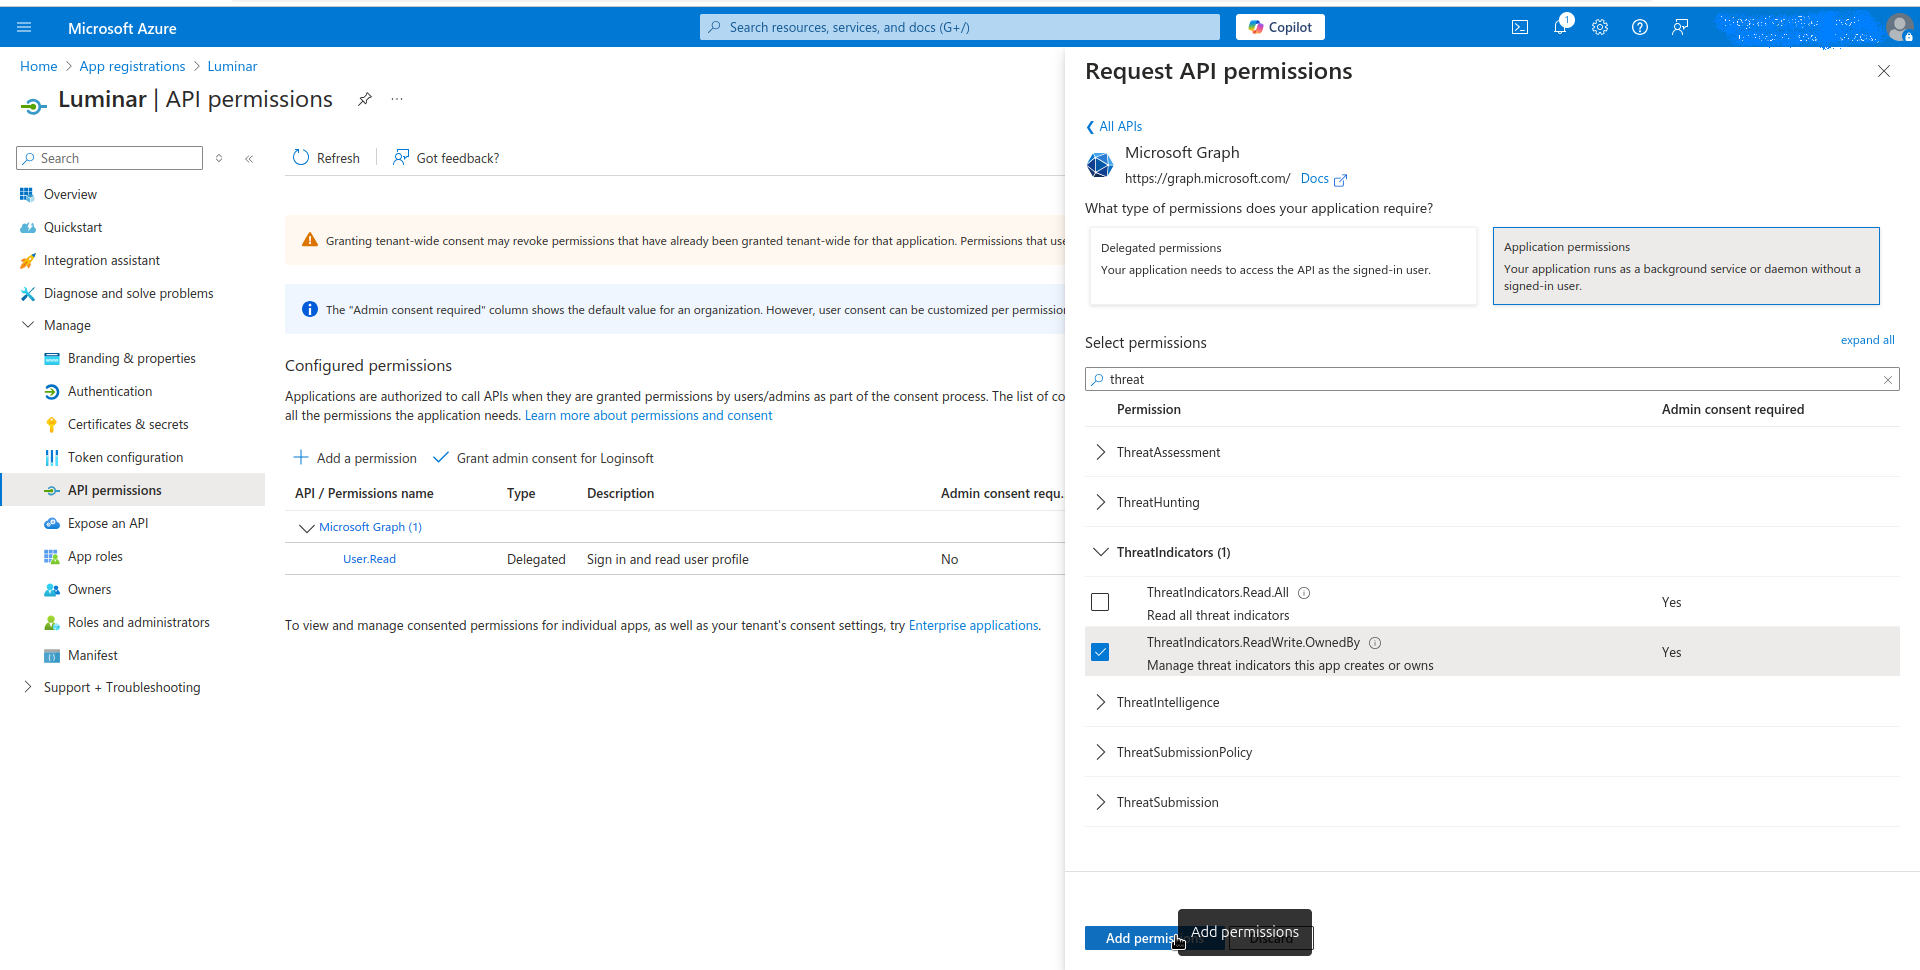 Microsoft Azure
Search resources, services, and docs (G+/)
Copilot
1
Home > App registrations > Luminar
Luminar | API permissions
Search
Overview
Quickstart
Integration assistant
Diagnose and solve problems
Manage
Branding & properties
Authentication
Certificates & secrets
Token configuration
API permissions
Expose an API
App roles
Owners
Roles and administrators
Manifest
Support + Troubleshooting
Refresh
Got feedback?
Granting tenant-wide consent may revoke permissions that have already been granted tenant-wide for that application. Permissions that use
The "Admin consent required" column shows the default value for an organization. However, user consent can be customized per permission
Configured permissions
Applications are authorized to call APIs when they are granted permissions by users/admins as part of the consent process. The list of co
all the permissions the application needs. Learn more about permissions and consent
Add a permission
Grant admin consent for Loginsoft
API / Permissions name Type Description Admin consent requ...
Microsoft Graph (1)
User.Read Delegated Sign in and read user profile No
To view and manage consented permissions for individual apps, as well as your tenant's consent settings, try Enterprise applications.
Request API permissions
All APIs
Microsoft Graph
https://graph.microsoft.com/ Docs
What type of permissions does your application require?
Delegated permissions
Your application needs to access the API as the signed-in user.
Application permissions
Your application runs as a background service or daemon without a
signed-in user.
Select permissions
expand all
threat
Permission Admin consent required
ThreatAssessment
ThreatHunting
ThreatIndicators (1)
ThreatIndicators.Read.All
Read all threat indicators
Yes
ThreatIndicators.ReadWrite.OwnedBy
Manage threat indicators this app creates or owns
Yes
ThreatIntelligence
ThreatSubmissionPolicy
ThreatSubmission
Add permissions
Add permissions
Discard